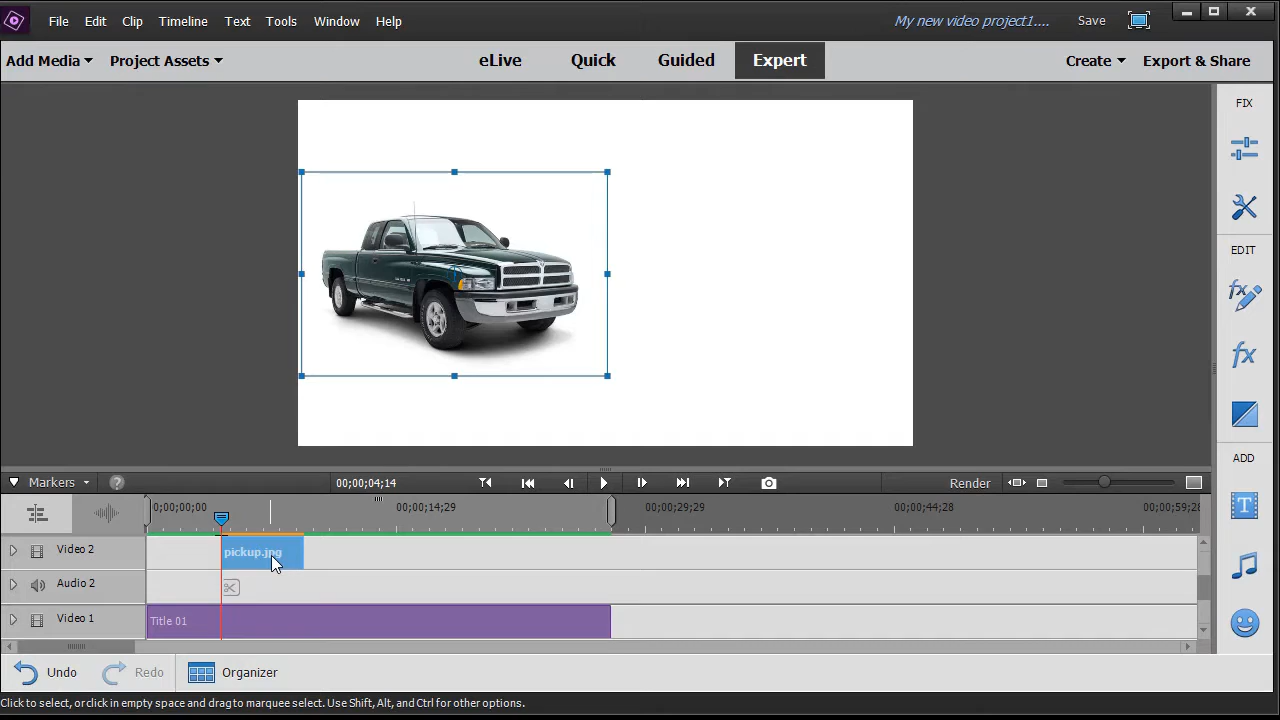 File Edit Clip Timeline Text Tools Window Help My new video project1.... Save
Add Media Project Assets eLive Quick Guided Expert Create Export & Share
FIX
EDIT
ADD
Markers 00;00;04;14 Render
0;00;00;00 00;00;14;29 00;00;29;29 00;00;44;28 00;00;59;28
Video 2 pickup.jpg
Audio 2
Video 1 Title 01
Undo Redo Organizer
Click to select, or click in empty space and drag to marquee select. Use Shift, Alt, and Ctrl for other options.